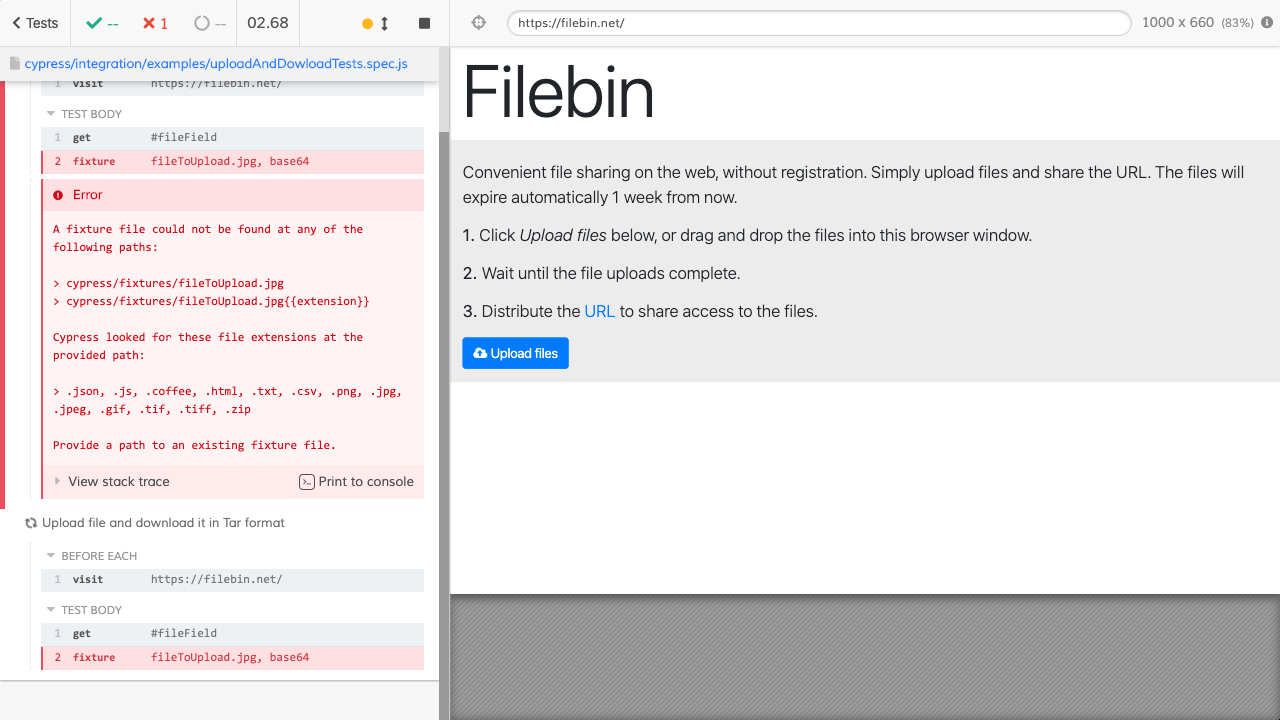 Tests
--
1
--
02.68
https://filebin.net/
1000 x 660 (83%)
cypress/integration/examples/uploadAndDowloadTests.spec.js
1 visit https://filebin.net/
TEST BODY
1 get #fileField
2 fixture fileToUpload.jpg, base64
Error
A fixture file could not be found at any of the
following paths:
> cypress/fixtures/fileToUpload.jpg
> cypress/fixtures/fileToUpload.jpg{{extension}}
Cypress looked for these file extensions at the
provided path:
> .json, .js, .coffee, .html, .txt, .csv, .png, .jpg,
.jpeg, .gif, .tif, .tiff, .zip
Provide a path to an existing fixture file.
View stack trace
Print to console
Upload file and download it in Tar format
BEFORE EACH
1 visit https://filebin.net/
TEST BODY
1 get #fileField
2 fixture fileToUpload.jpg, base64
Filebin
Convenient file sharing on the web, without registration. Simply upload files and share the URL. The files will
expire automatically 1 week from now.
1. Click Upload files below, or drag and drop the files into this browser window.
2. Wait until the file uploads complete.
3. Distribute the URL to share access to the files.
Upload files